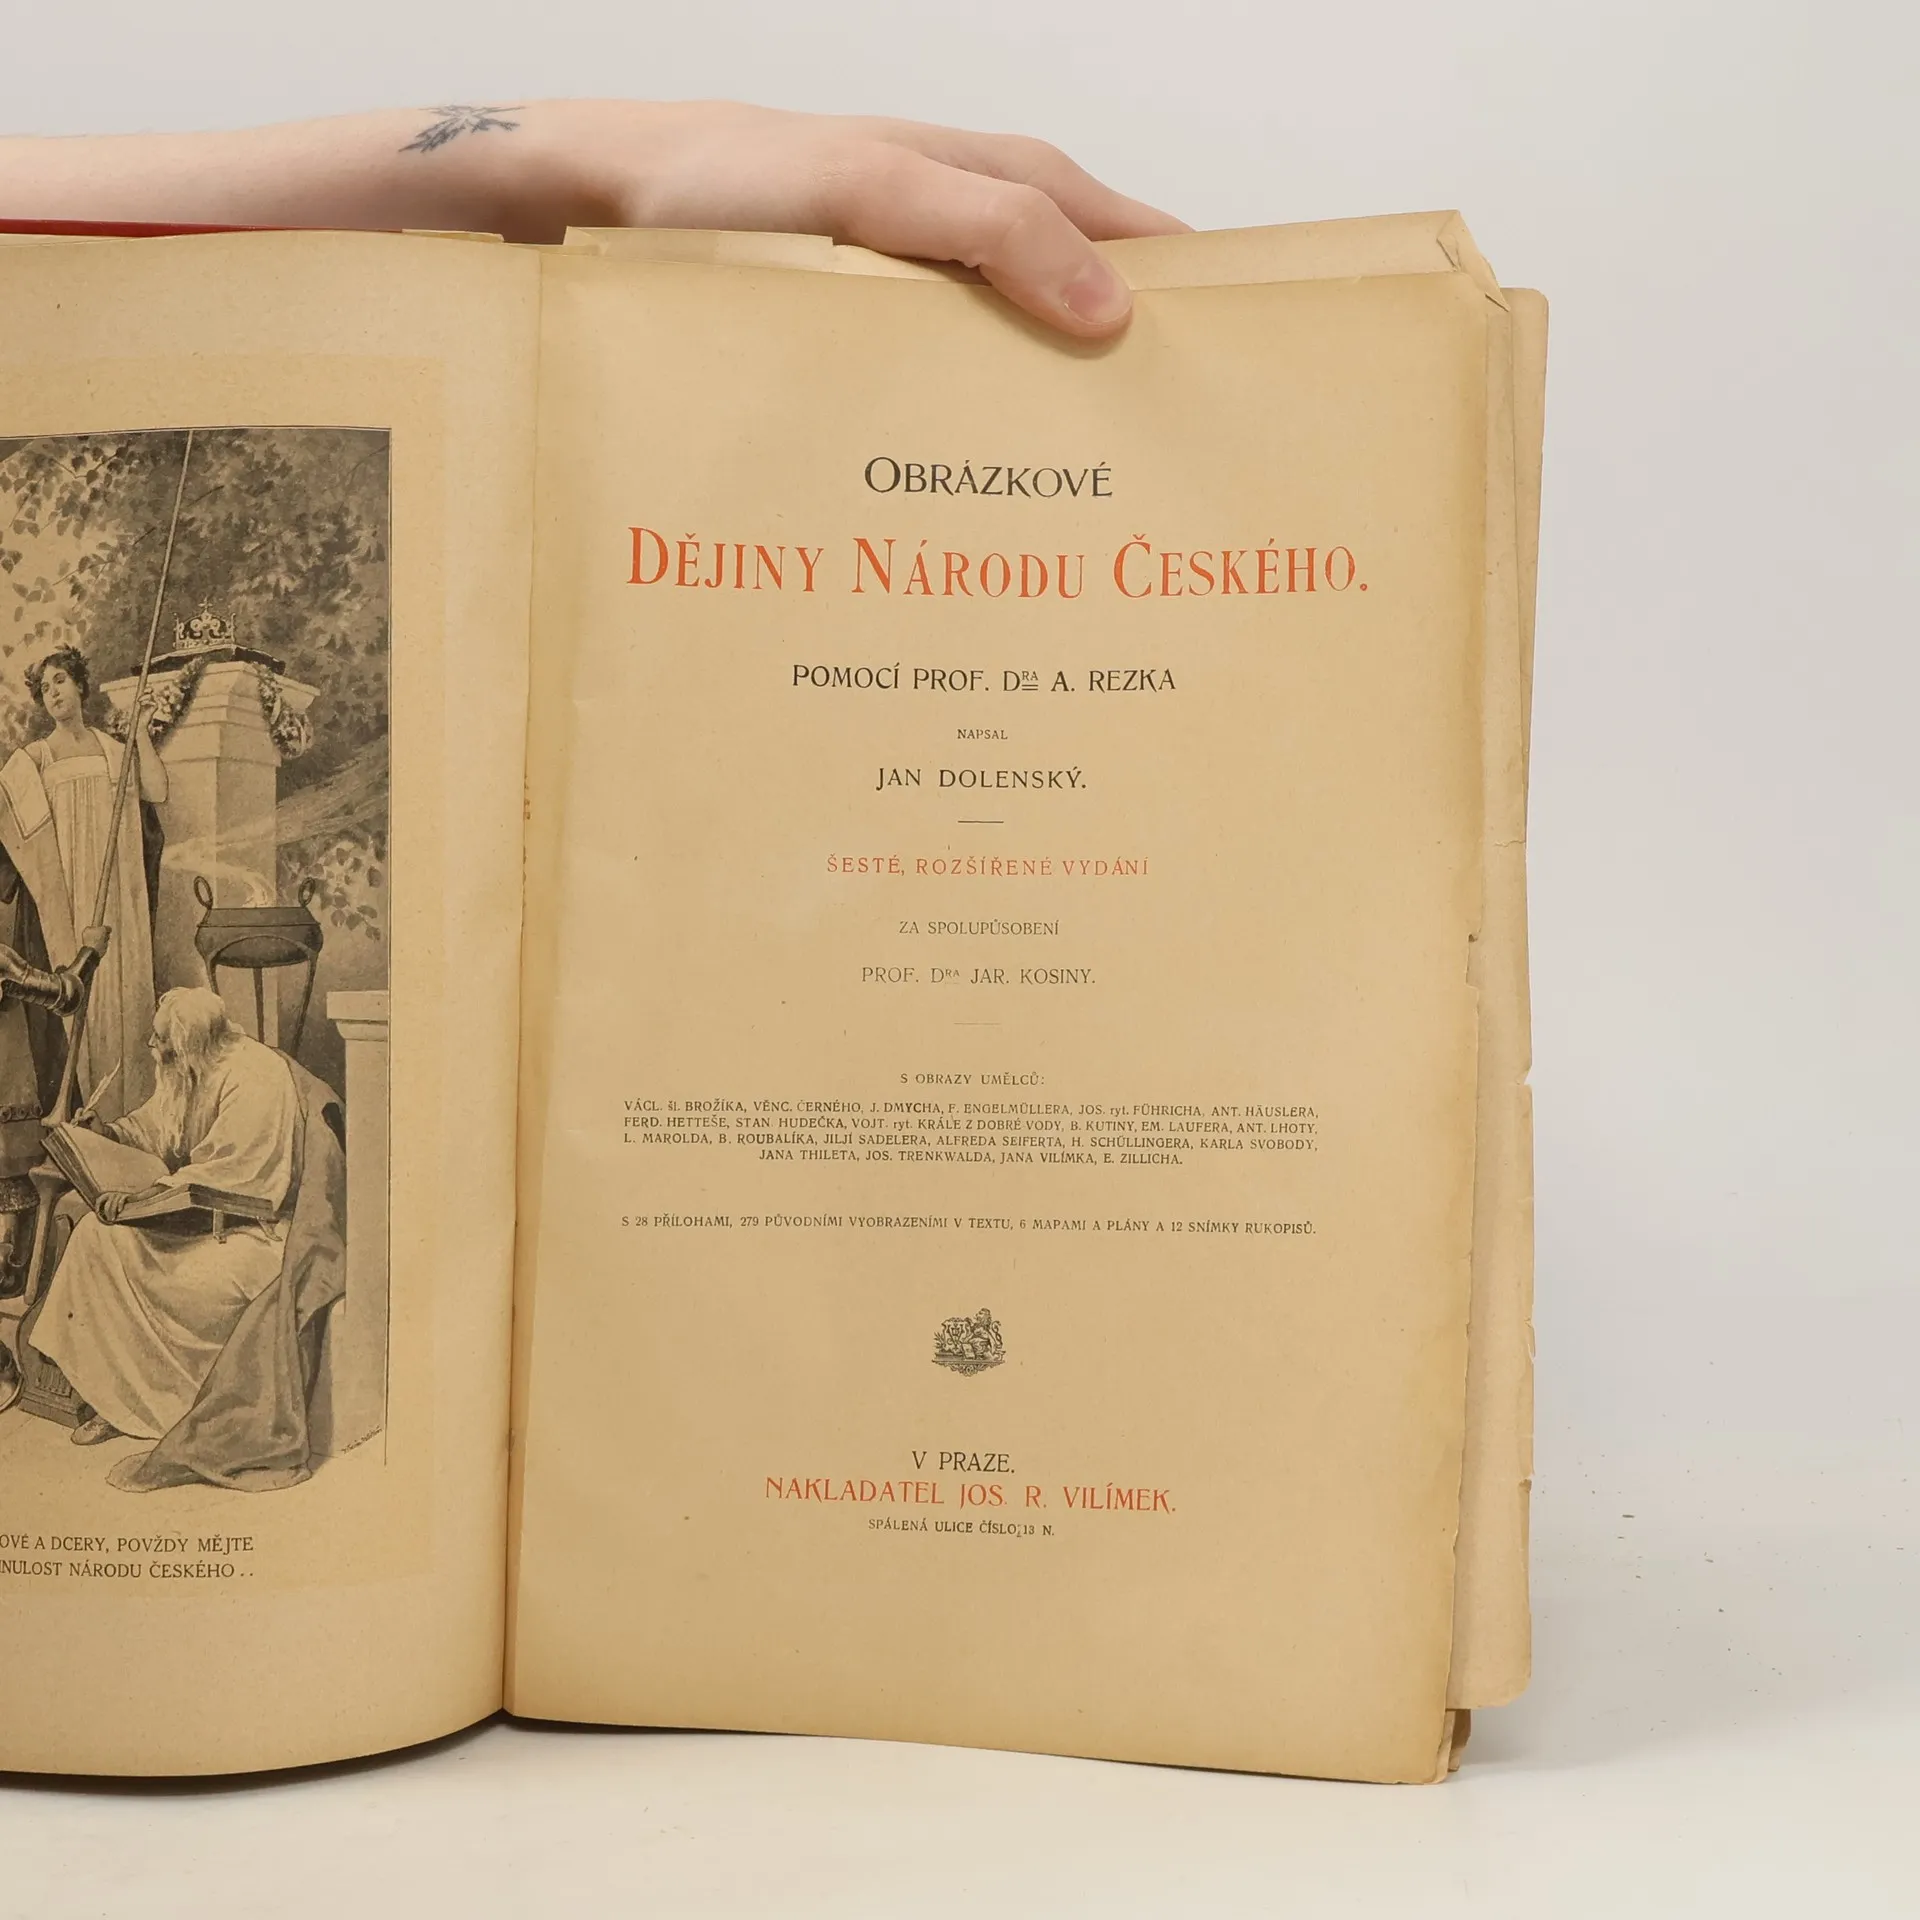 OVÉ A DCERY, POVŽDY MĚJTE
NULOST NÁRODU ČESKÉHO . .
OBRÁZKOVÉ
DĚJINY NÁRODU ČESKÉHO.
POMOCÍ PROF. DRA A. REZKA
NAPSAL
JAN DOLENSKÝ.
ŠESTÉ, ROZŠÍŘENÉ VYDÁNÍ
ZA SPOLUPŮSOBENÍ
PROF. DRA JAR. KOSINY.
S OBRAZY UMĚLCŮ:
VÁCL. šl. BROŽÍKA, VĚNC. ČERNÉHO, J. DMYCHA, F. ENGELMÜLLERA, JOS. ryt. FÜHRICHA, ANT. HÄUSLERA,
FERD. HETTEŠE, STAN. HUDEČKA, VOJT. ryt. KRÁLE Z DOBRÉ VODY, B. KUTINY, EM. LAUFERA, ANT. LHOTY,
L. MAROLDA, B. ROUBALÍKA, JILJÍ SADELERA, ALFREDA SEIFERTA, H. SCHÜLLINGERA, KARLA SVOBODY,
JANA THILETA, JOS. TRENKWALDA, JANA VILÍMKA, E. ZILLICHA.
S 28 PŘÍLOHAMI, 279 PŮVODNÍMI VYOBRAZENÍMI V TEXTU, 6 MAPAMI A PLÁNY A 12 SNÍMKY RUKOPISŮ.
V PRAZE.
NAKLADATEL JOS. R. VILÍMEK.
SPÁLENÁ ULICE ČÍSLO 13 N.